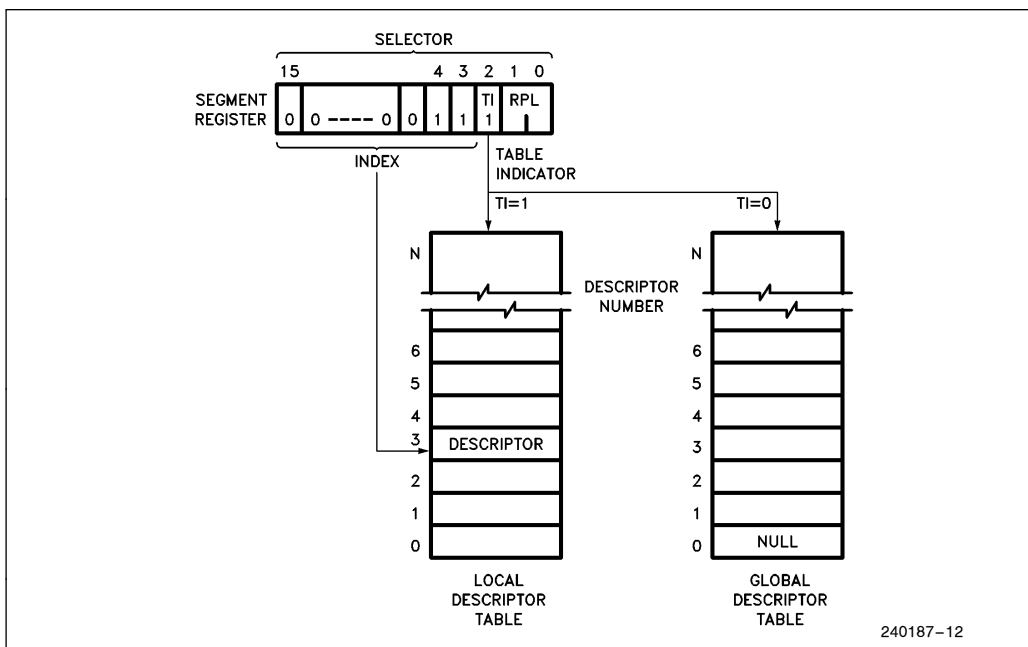 SELECTOR
15 4 3 2 1 0
SEGMENT REGISTER
TI RPL
0 0 ---- 0 0 1 1 1
INDEX
TABLE INDICATOR
TI=1 TI=0
N N
DESCRIPTOR NUMBER
6 6
5 5
4 4
3 DESCRIPTOR 3
2 2
1 1
0 0 NULL
LOCAL DESCRIPTOR TABLE
GLOBAL DESCRIPTOR TABLE
240187–12